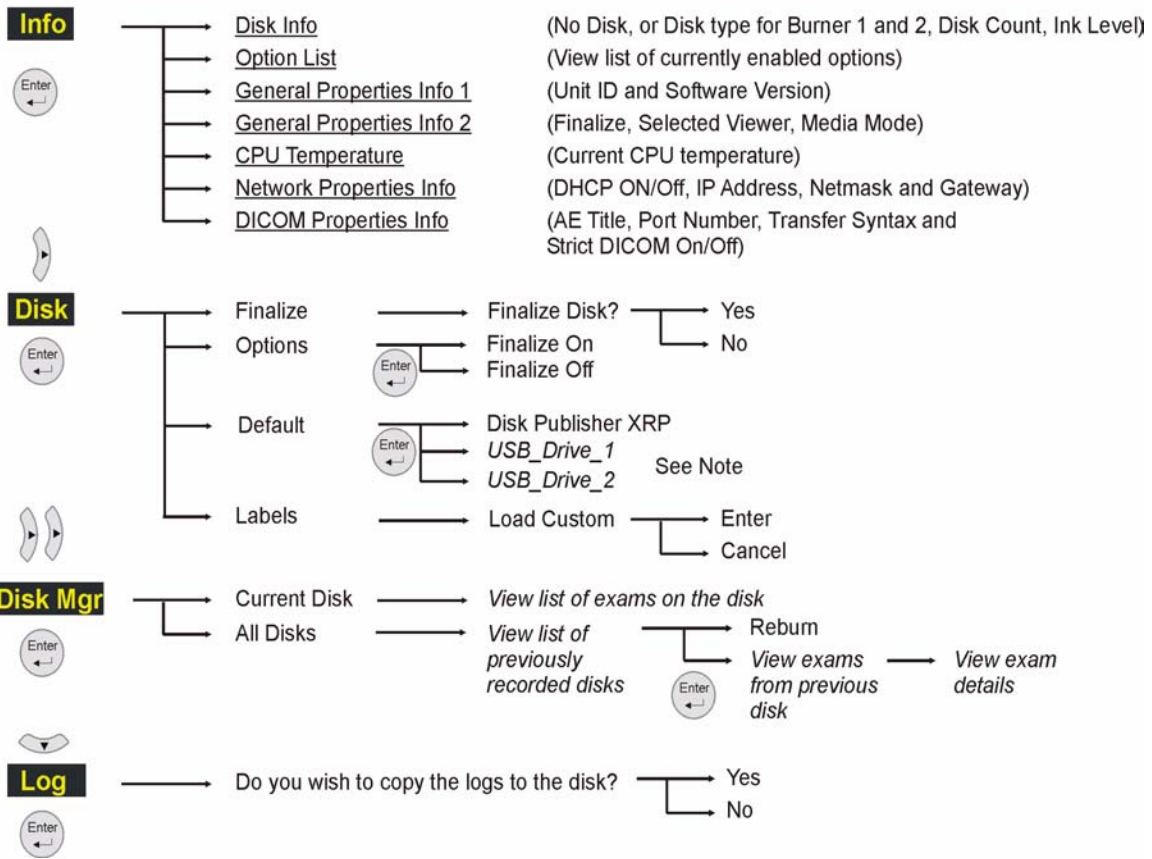 Info
Enter
Disk Info (No Disk, or Disk type for Burner 1 and 2, Disk Count, Ink Level)
Option List (View list of currently enabled options)
General Properties Info 1 (Unit ID and Software Version)
General Properties Info 2 (Finalize, Selected Viewer, Media Mode)
CPU Temperature (Current CPU temperature)
Network Properties Info (DHCP ON/Off, IP Address, Netmask and Gateway)
DICOM Properties Info (AE Title, Port Number, Transfer Syntax and
Strict DICOM On/Off)
Disk
Enter
Finalize Finalize Disk? Yes
No
Options Enter Finalize On
Finalize Off
Default Enter Disk Publisher XRP
USB_Drive_1
USB_Drive_2
See Note
Labels Load Custom Enter
Cancel
Disk Mgr
Enter
Current Disk View list of exams on the disk
All Disks View list of
previously
recorded disks
Reburn
Enter
View exams
from previous
disk
View exam
details
Log
Enter
Do you wish to copy the logs to the disk? Yes
No